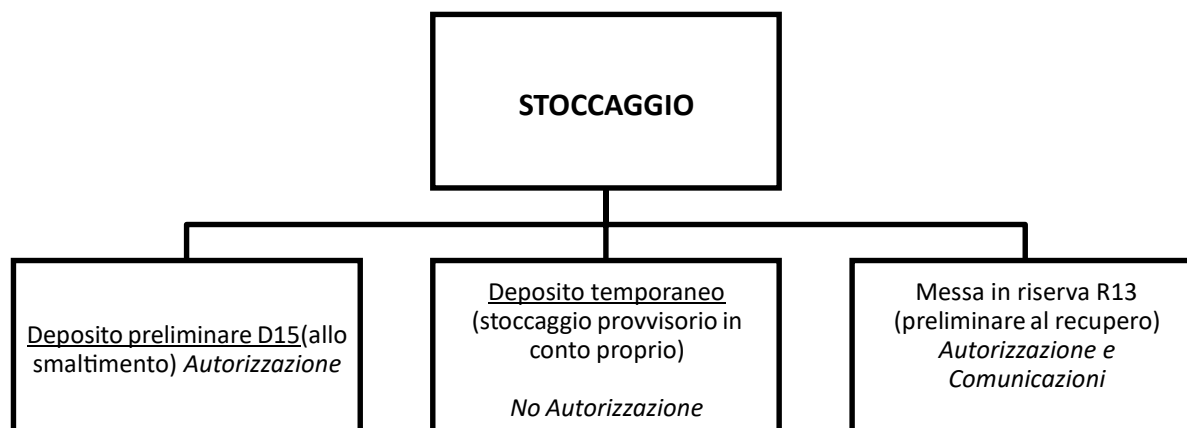 STOCCAGGIO
Deposito preliminare D15(allo
smaltimento) Autorizzazione
Deposito temporaneo
(stoccaggio provvisorio in
conto proprio)
No Autorizzazione
Messa in riserva R13
(preliminare al recupero)
Autorizzazione e
Comunicazioni